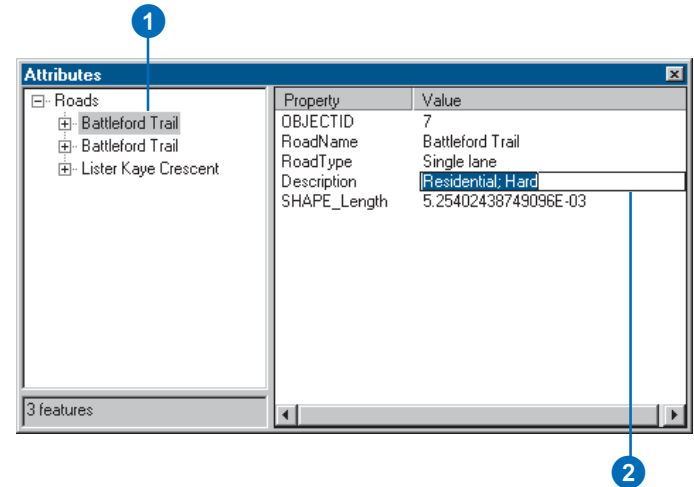 1
Attributes
Roads
Battleford Trail
Battleford Trail
Lister Kaye Crescent
3 features
Property Value
OBJECTID 7
RoadName Battleford Trail
RoadType Single lane
Description Residential; Hard
SHAPE_Length 5.25402438749096E-03
2